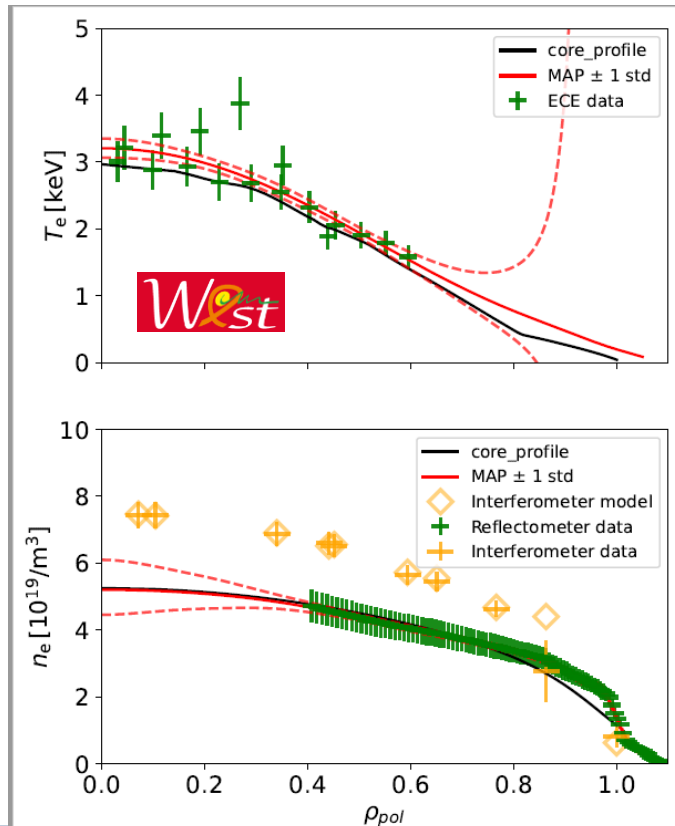 5
4
3
2
1
0
T_e [keV]
core_profile
MAP ± 1 std
ECE data
West
10
8
6
4
2
0
n_e [10^19/m^3]
core_profile
MAP ± 1 std
Interferometer model
Reflectometer data
Interferometer data
0.0 0.2 0.4 0.6 0.8 1.0
ρ_pol